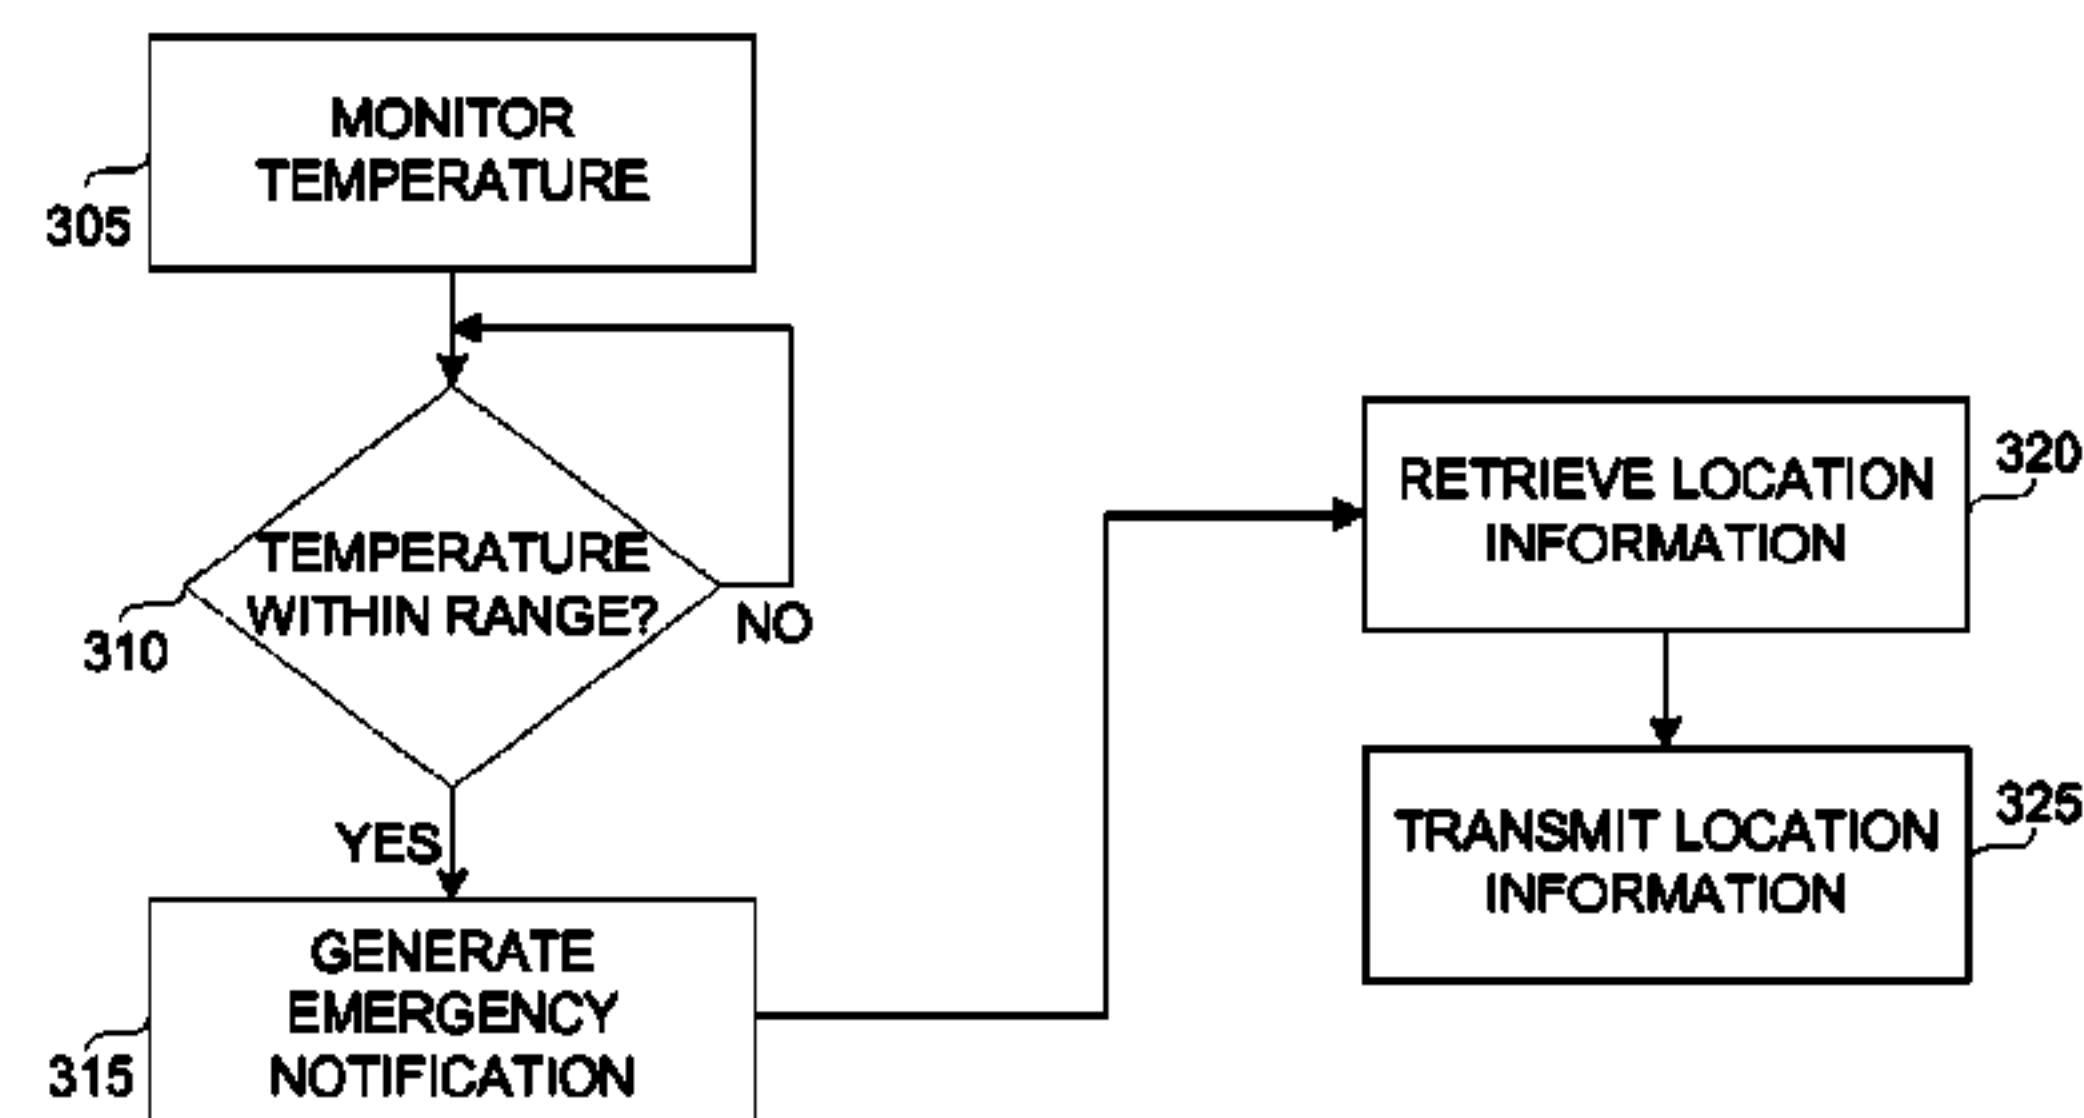 MONITOR
TEMPERATURE
305
TEMPERATURE
WITHIN RANGE?
310
NO
YES
GENERATE
EMERGENCY
NOTIFICATION
315
RETRIEVE LOCATION
INFORMATION
320
TRANSMIT LOCATION
INFORMATION
325